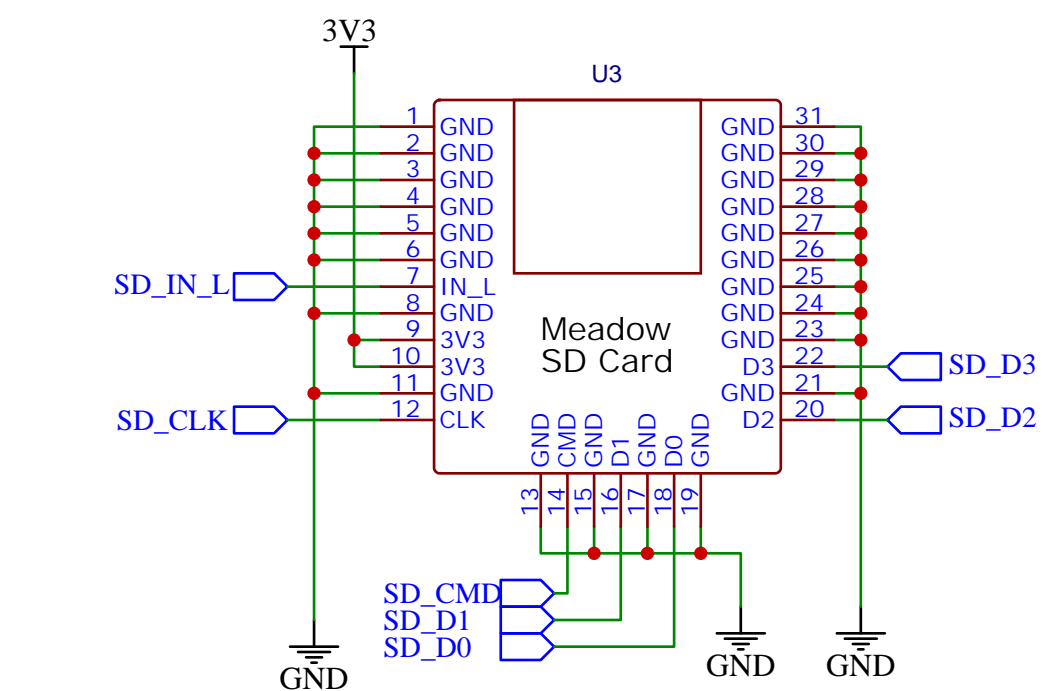 3V3
U3
1 GND GND 31
2 GND GND 30
3 GND GND 29
4 GND GND 28
5 GND GND 27
6 GND GND 26
SD_IN_L 7 IN_L GND 25
8 GND GND 24
9 3V3 GND 23
10 3V3 D3 22 SD_D3
11 GND GND 21
SD_CLK 12 CLK D2 20 SD_D2
Meadow
SD Card
GND CMD GND D1 GND D0 GND
13 14 15 16 17 18 19
SD_CMD
SD_D1
SD_D0
GND
GND
GND